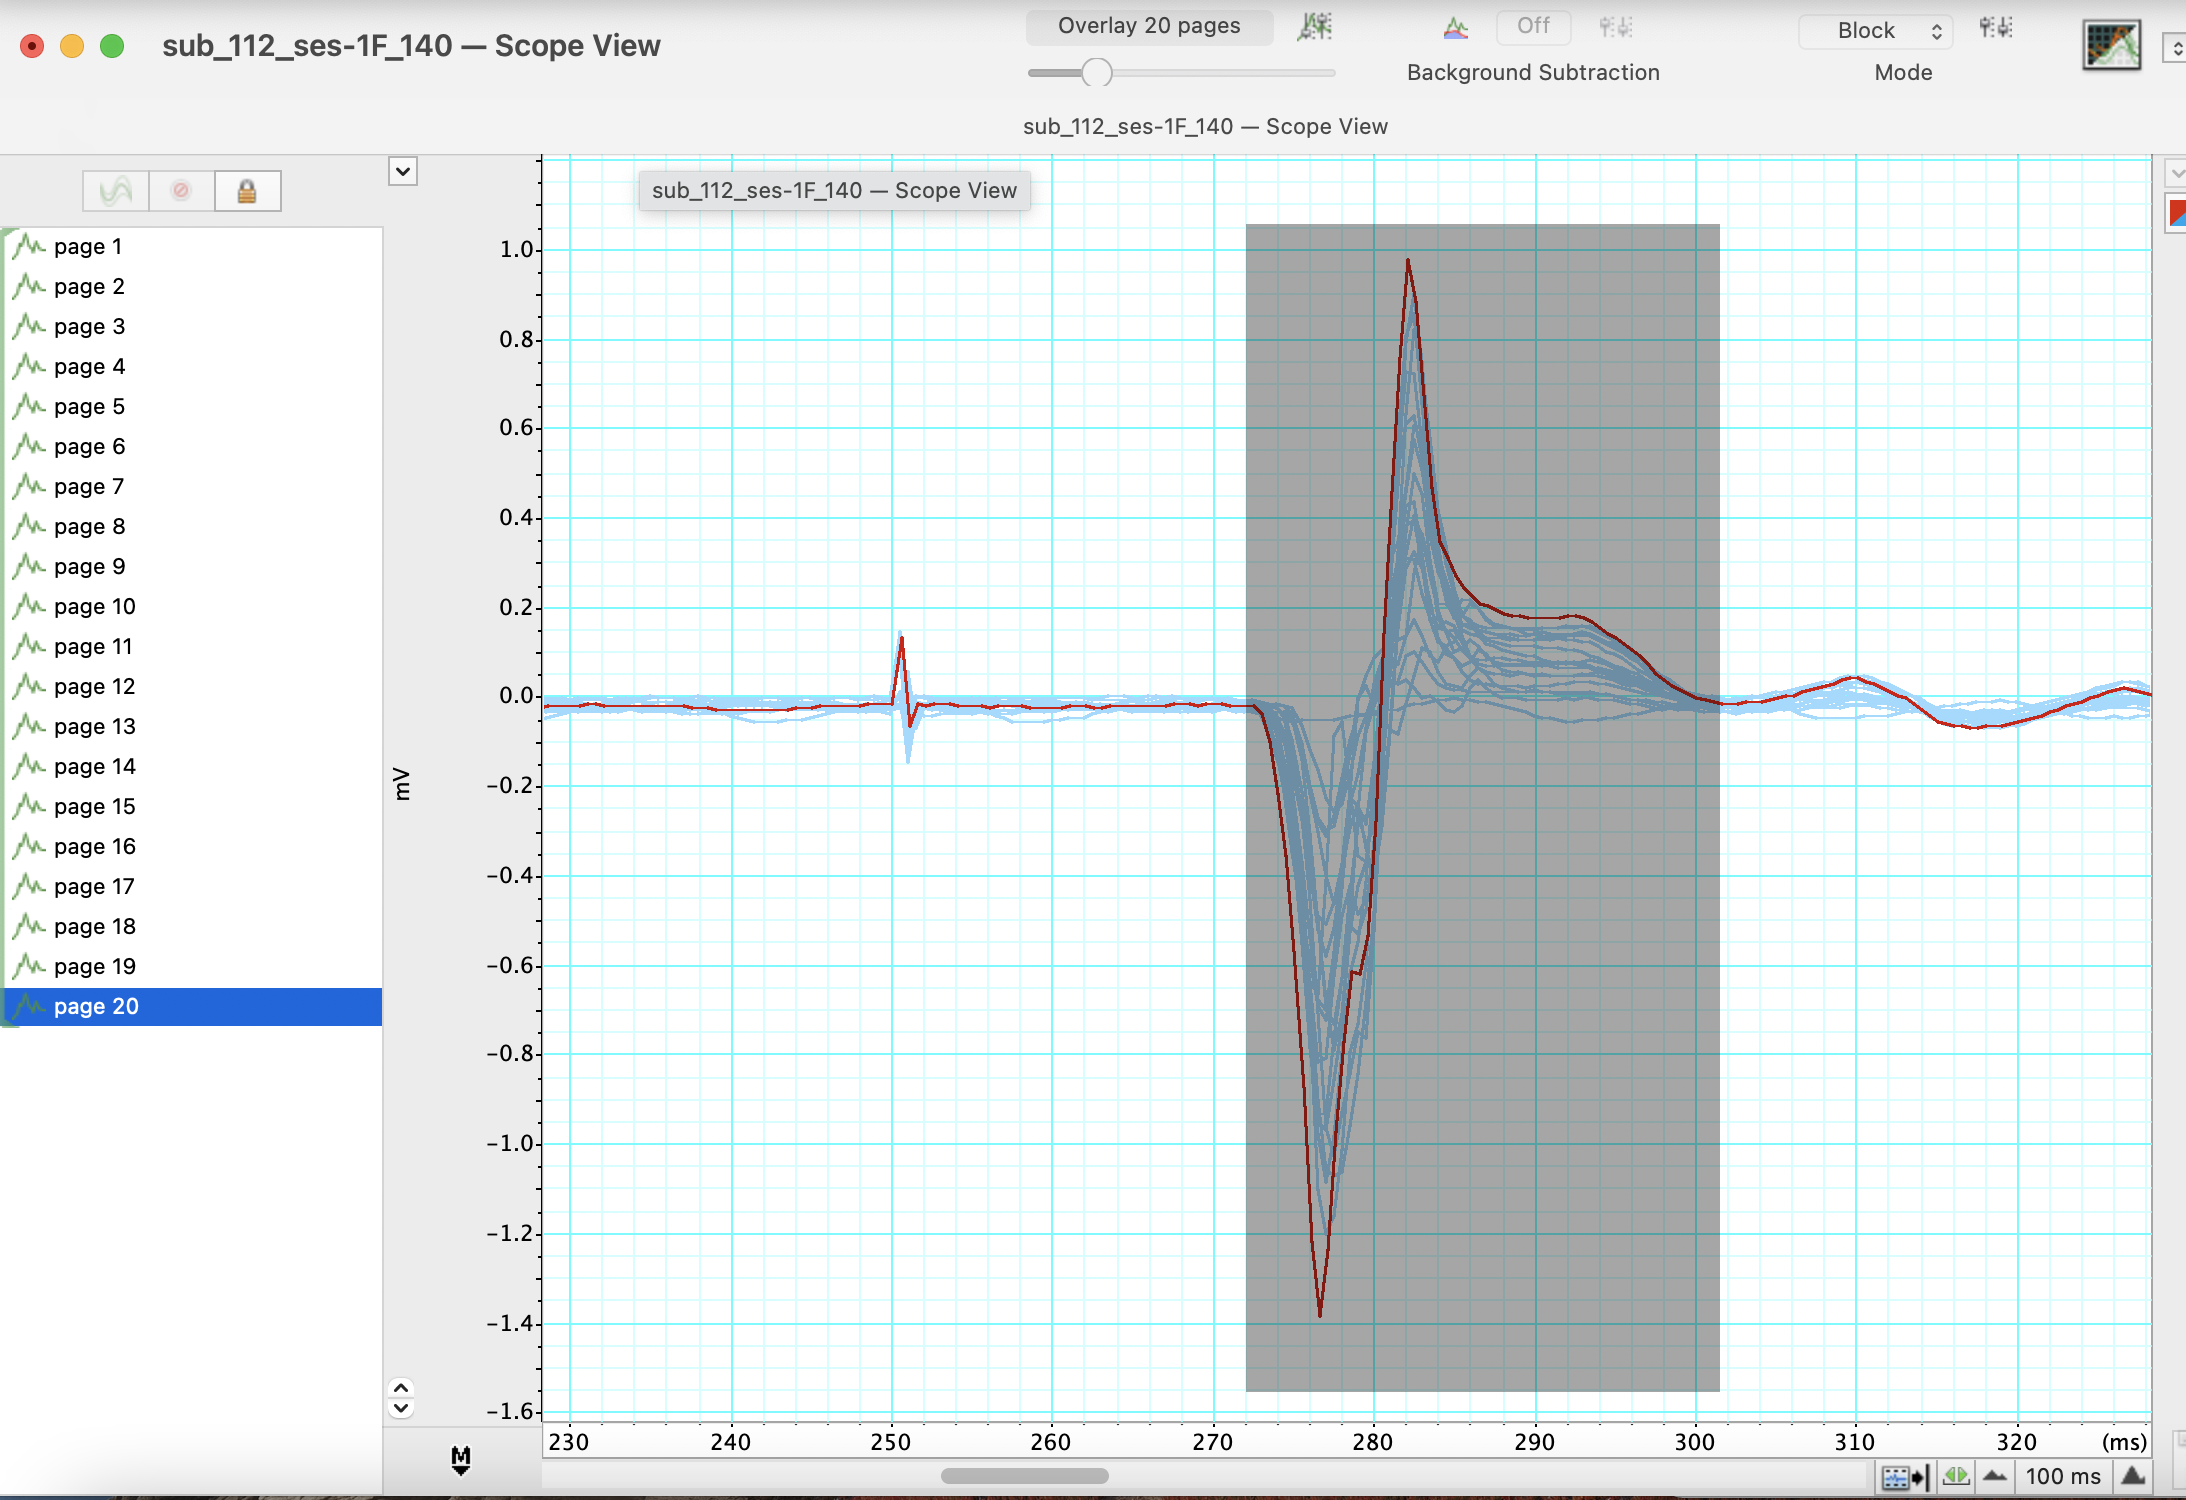 sub_112_ses-1F_140 — Scope View
Overlay 20 pages
Off
Background Subtraction
Block
Mode
sub_112_ses-1F_140 — Scope View
sub_112_ses-1F_140 — Scope View
page 1
page 2
page 3
page 4
page 5
page 6
page 7
page 8
page 9
page 10
page 11
page 12
page 13
page 14
page 15
page 16
page 17
page 18
page 19
page 20
mV
1.0
0.8
0.6
0.4
0.2
0.0
−0.2
−0.4
−0.6
−0.8
−1.0
−1.2
−1.4
−1.6
230 240 250 260 270 280 290 300 310 320 (ms)
M
100 ms